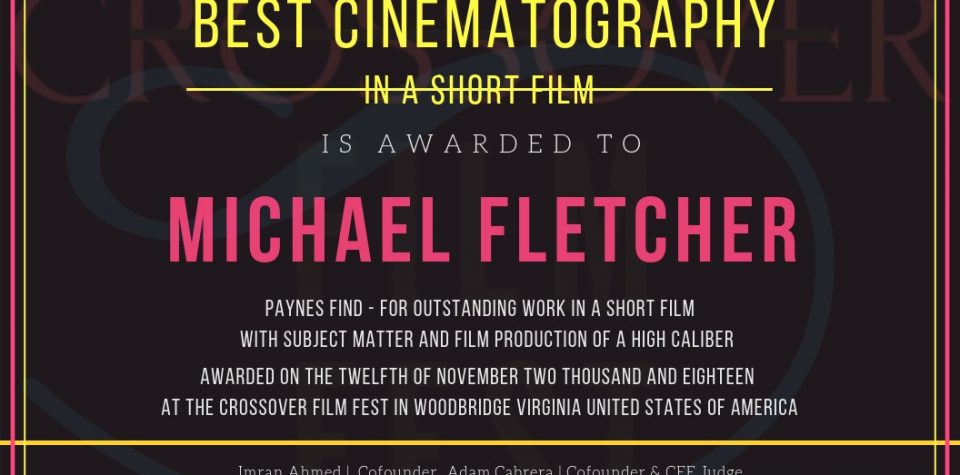 CROSSOVER
BEST CINEMATOGRAPHY
IN A SHORT FILM
IS AWARDED TO
FILM
MICHAEL FLETCHER
PAYNES FIND - FOR OUTSTANDING WORK IN A SHORT FILM
WITH SUBJECT MATTER AND FILM PRODUCTION OF A HIGH CALIBER
FEST
AWARDED ON THE TWELFTH OF NOVEMBER TWO THOUSAND AND EIGHTEEN
AT THE CROSSOVER FILM FEST IN WOODBRIDGE VIRGINIA UNITED STATES OF AMERICA
Imran Ahmed | Cofounder Adam Cabrera | Cofounder & CFF Judge